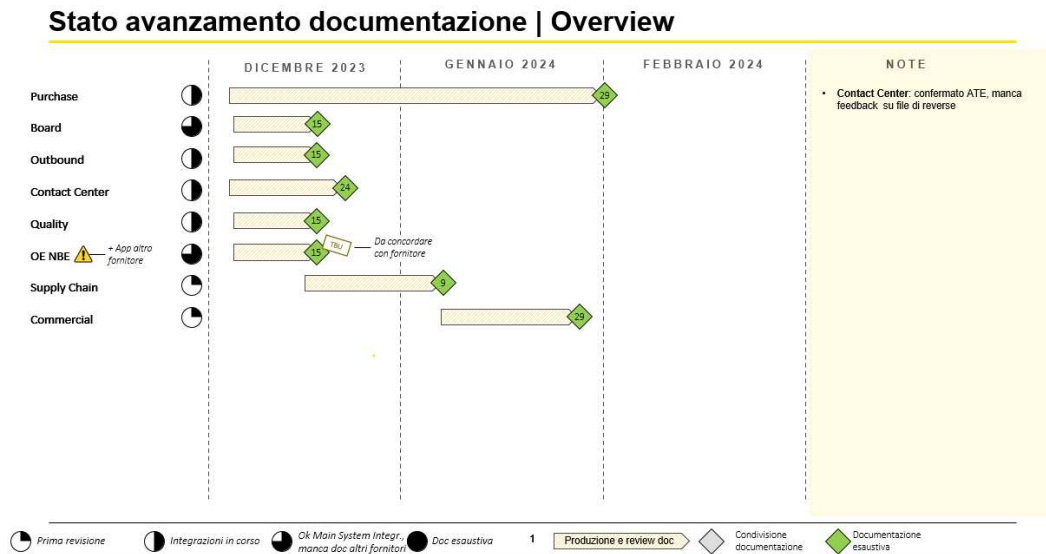 Stato avanzamento documentazione | Overview
DICEMBRE 2023
GENNAIO 2024
FEBBRAIO 2024
NOTE
Purchase
29
• Contact Center: confermato ATE, manca
feedback su file di reverse
Board
15
Outbound
15
Contact Center
24
Quality
15
OE NBE
+ App altro
fornitore
15
TBU
Da concordare
con fornitore
Supply Chain
9
Commercial
29
Prima revisione
Integrazioni in corso
Ok Main System Integr.,
manca doc altri fornitori
Doc esaustiva
1
Produzione e review doc
Condivisione
documentazione
Documentazione
esaustiva